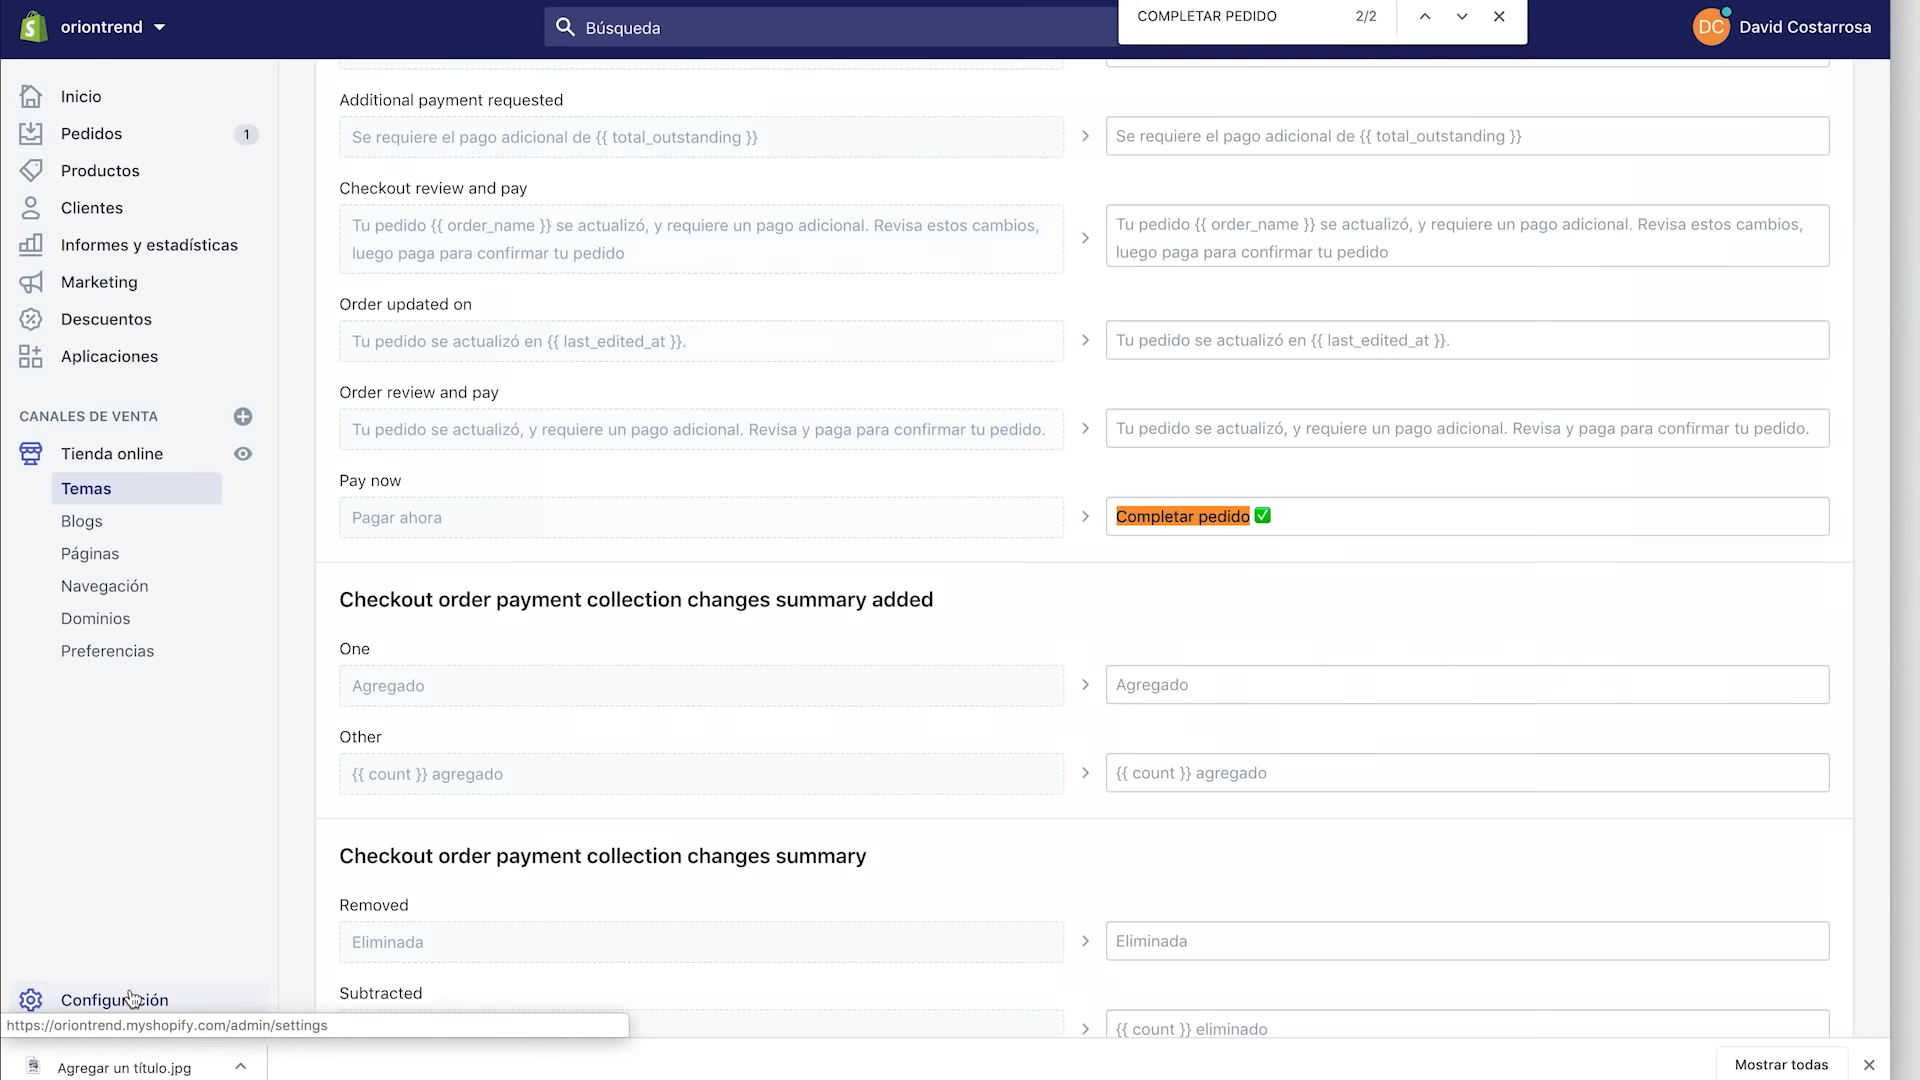 oriontrend
Búsqueda
COMPLETAR PEDIDO
2/2
DC
David Costarrosa
Inicio
Pedidos
1
Productos
Clientes
Informes y estadísticas
Marketing
Descuentos
Aplicaciones
CANALES DE VENTA
Tienda online
Temas
Blogs
Páginas
Navegación
Dominios
Preferencias
Configuración
https://oriontrend.myshopify.com/admin/settings
Additional payment requested
Se requiere el pago adicional de {{ total_outstanding }}
Se requiere el pago adicional de {{ total_outstanding }}
Checkout review and pay
Tu pedido {{ order_name }} se actualizó, y requiere un pago adicional. Revisa estos cambios,
luego paga para confirmar tu pedido
Tu pedido {{ order_name }} se actualizó, y requiere un pago adicional. Revisa estos cambios,
luego paga para confirmar tu pedido
Order updated on
Tu pedido se actualizó en {{ last_edited_at }}.
Tu pedido se actualizó en {{ last_edited_at }}.
Order review and pay
Tu pedido se actualizó, y requiere un pago adicional. Revisa y paga para confirmar tu pedido.
Tu pedido se actualizó, y requiere un pago adicional. Revisa y paga para confirmar tu pedido.
Pay now
Pagar ahora
Completar pedido ✅
Checkout order payment collection changes summary added
One
Agregado
Agregado
Other
{{ count }} agregado
{{ count }} agregado
Checkout order payment collection changes summary
Removed
Eliminada
Eliminada
Subtracted
{{ count }} eliminado
Agregar un título.jpg
Mostrar todas